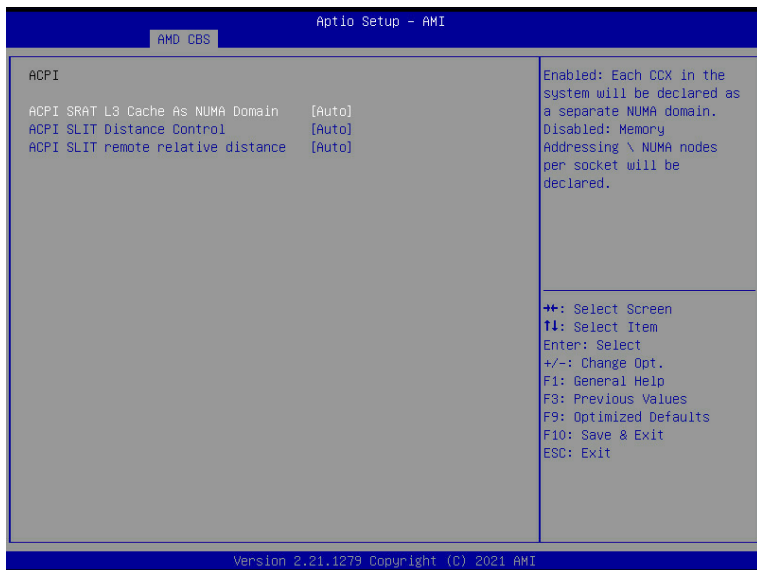 Aptio Setup – AMI
AMD CBS
ACPI
ACPI SRAT L3 Cache As NUMA Domain [Auto]
ACPI SLIT Distance Control [Auto]
ACPI SLIT remote relative distance [Auto]
Enabled: Each CCX in the
system will be declared as
a separate NUMA domain.
Disabled: Memory
Addressing \ NUMA nodes
per socket will be
declared.
→←: Select Screen
↑↓: Select Item
Enter: Select
+/-: Change Opt.
F1: General Help
F3: Previous Values
F9: Optimized Defaults
F10: Save & Exit
ESC: Exit
Version 2.21.1279 Copyright (C) 2021 AMI